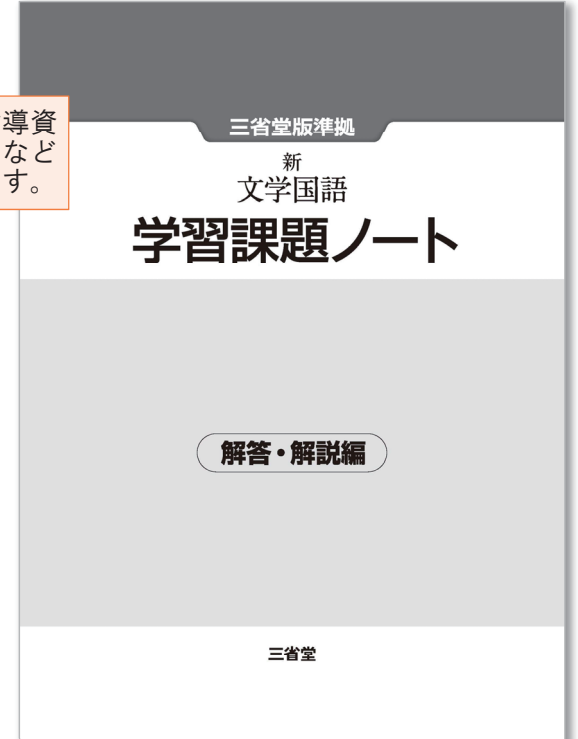 導資
など
す。
三省堂版準拠
新
文学国語
学習課題ノート
解答・解説編
三省堂